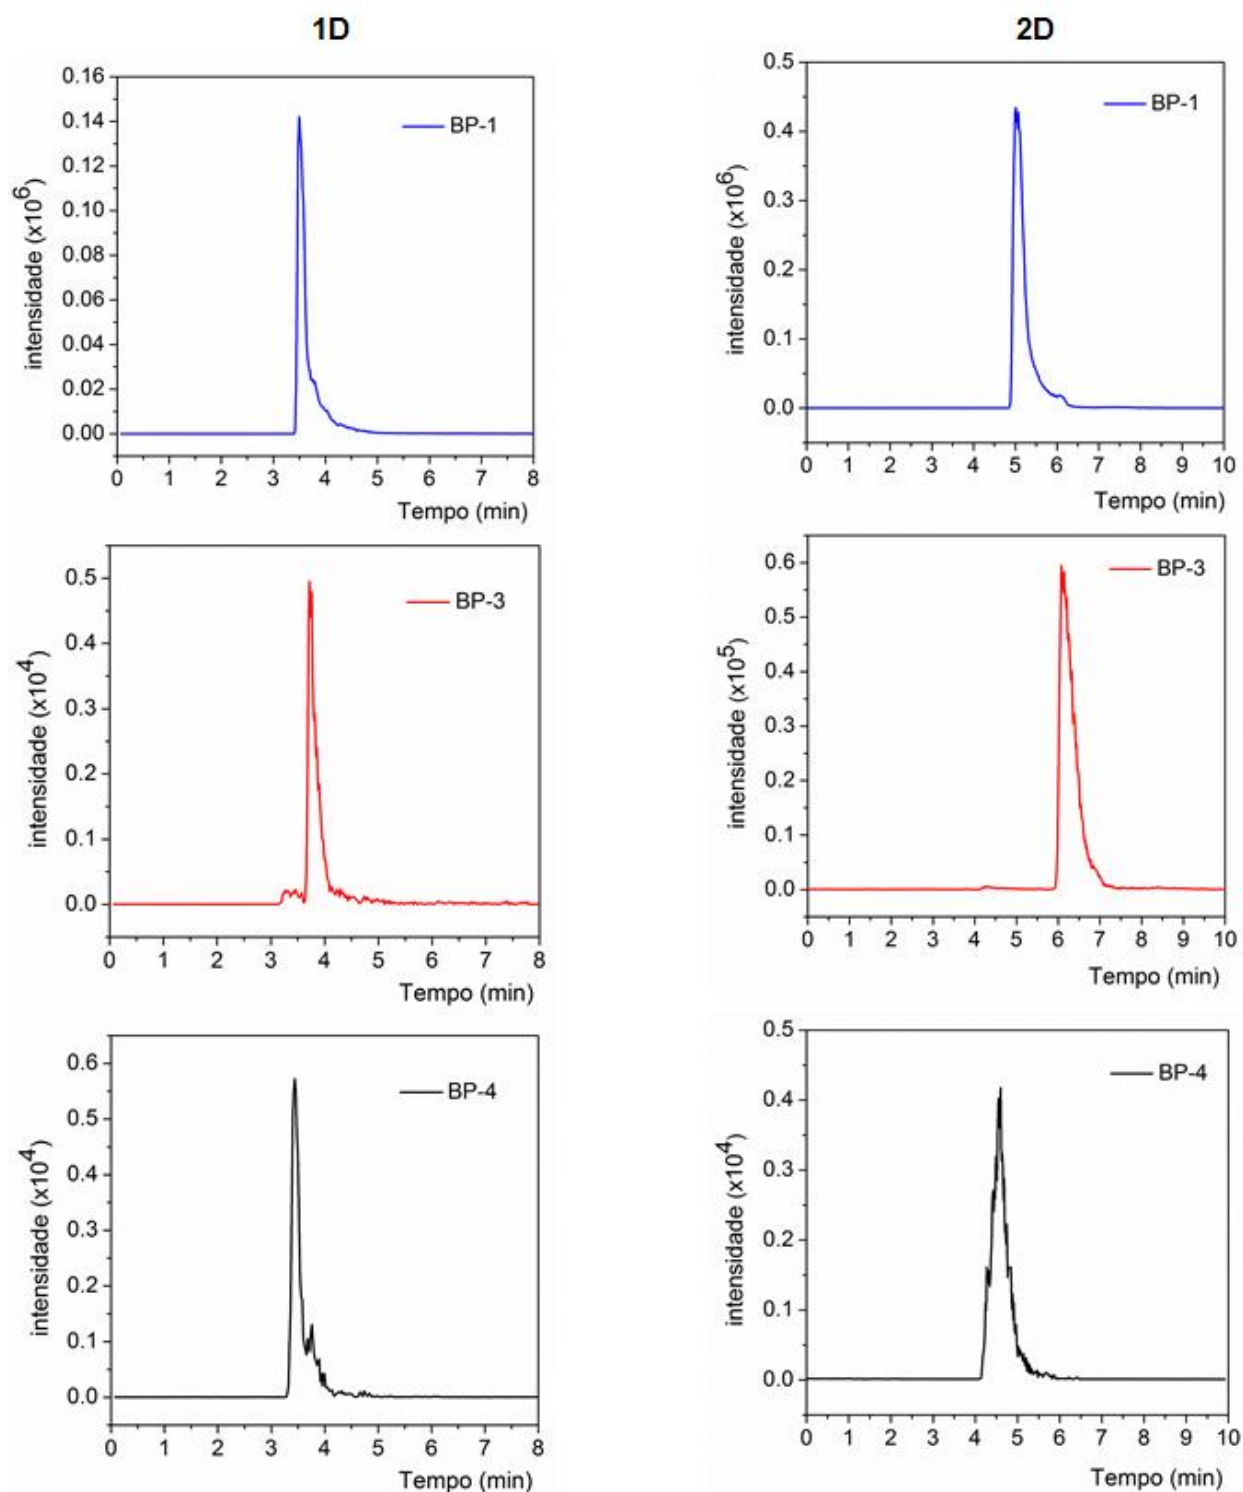 1D
2D
0.16
0.14
0.12
0.10
0.08
0.06
0.04
0.02
0.00
intensidade (x10⁶)
BP-1
0 1 2 3 4 5 6 7 8
Tempo (min)
0.5
0.4
0.3
0.2
0.1
0.0
intensidade (x10⁶)
BP-1
0 1 2 3 4 5 6 7 8 9 10
Tempo (min)
0.5
0.4
0.3
0.2
0.1
0.0
intensidade (x10⁴)
BP-3
0 1 2 3 4 5 6 7 8
Tempo (min)
0.6
0.5
0.4
0.3
0.2
0.1
0.0
intensidade (x10⁵)
BP-3
0 1 2 3 4 5 6 7 8 9 10
Tempo (min)
0.6
0.5
0.4
0.3
0.2
0.1
0.0
intensidade (x10⁴)
BP-4
0 1 2 3 4 5 6 7 8
Tempo (min)
0.5
0.4
0.3
0.2
0.1
0.0
intensidade (x10⁴)
BP-4
0 1 2 3 4 5 6 7 8 9 10
Tempo (min)